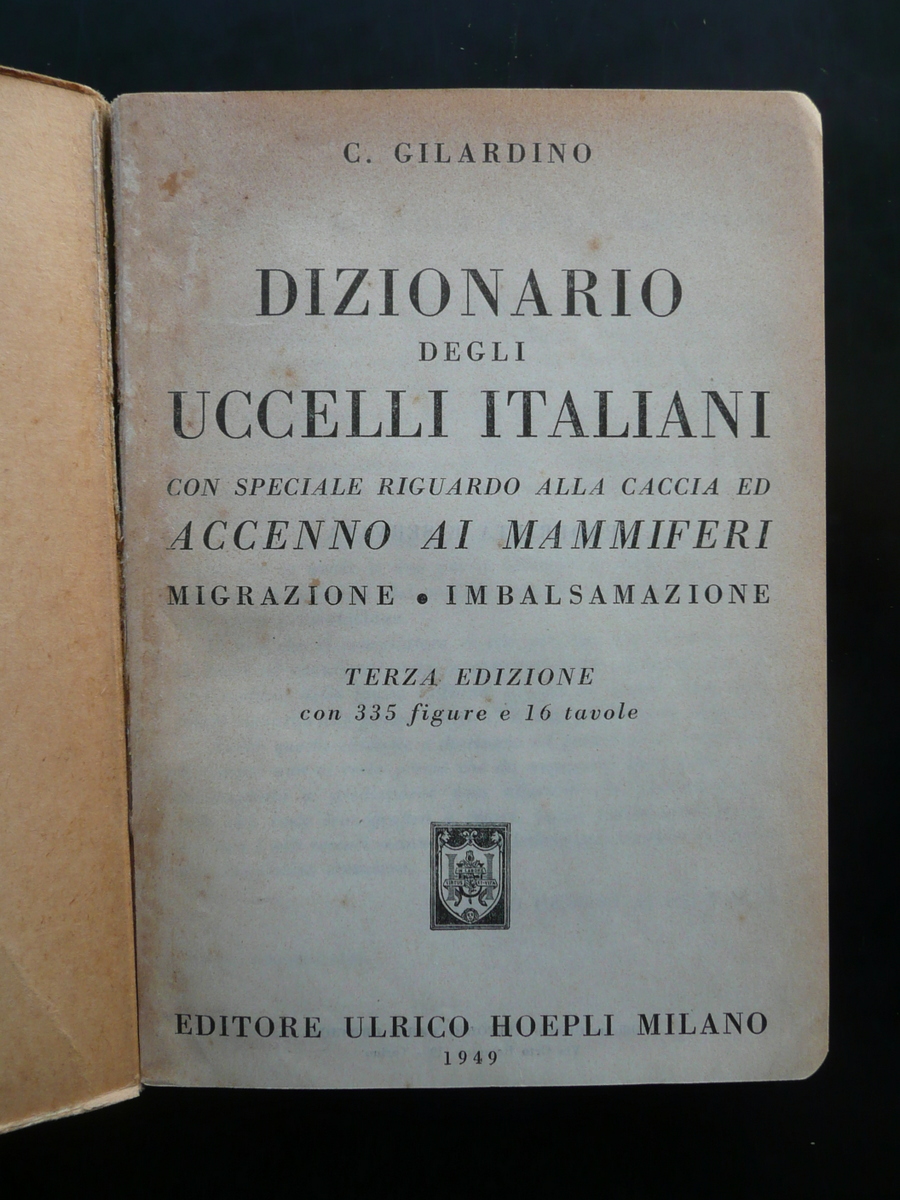 C. GILARDINO
DIZIONARIO
DEGLI
UCCELLI ITALIANI
CON SPECIALE RIGUARDO ALLA CACCIA ED
ACCENNO AI MAMMIFERI
MIGRAZIONE • IMBALSAMAZIONE
TERZA EDIZIONE
con 335 figure e 16 tavole
EDITORE ULRICO HOEPLI MILANO
1949